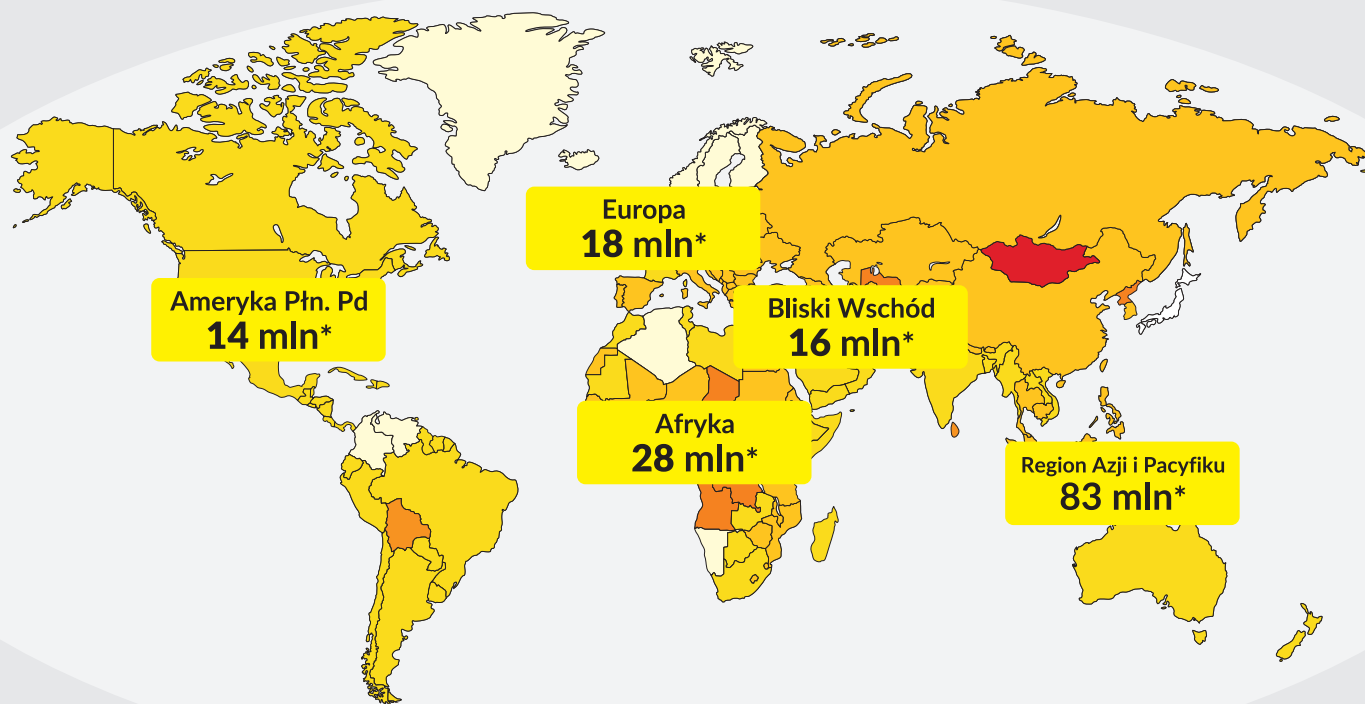 Europa
18 mln*
Ameryka Płn. Pd
14 mln*
Bliski Wschód
16 mln*
Afryka
28 mln*
Region Azji i Pacyfiku
83 mln*